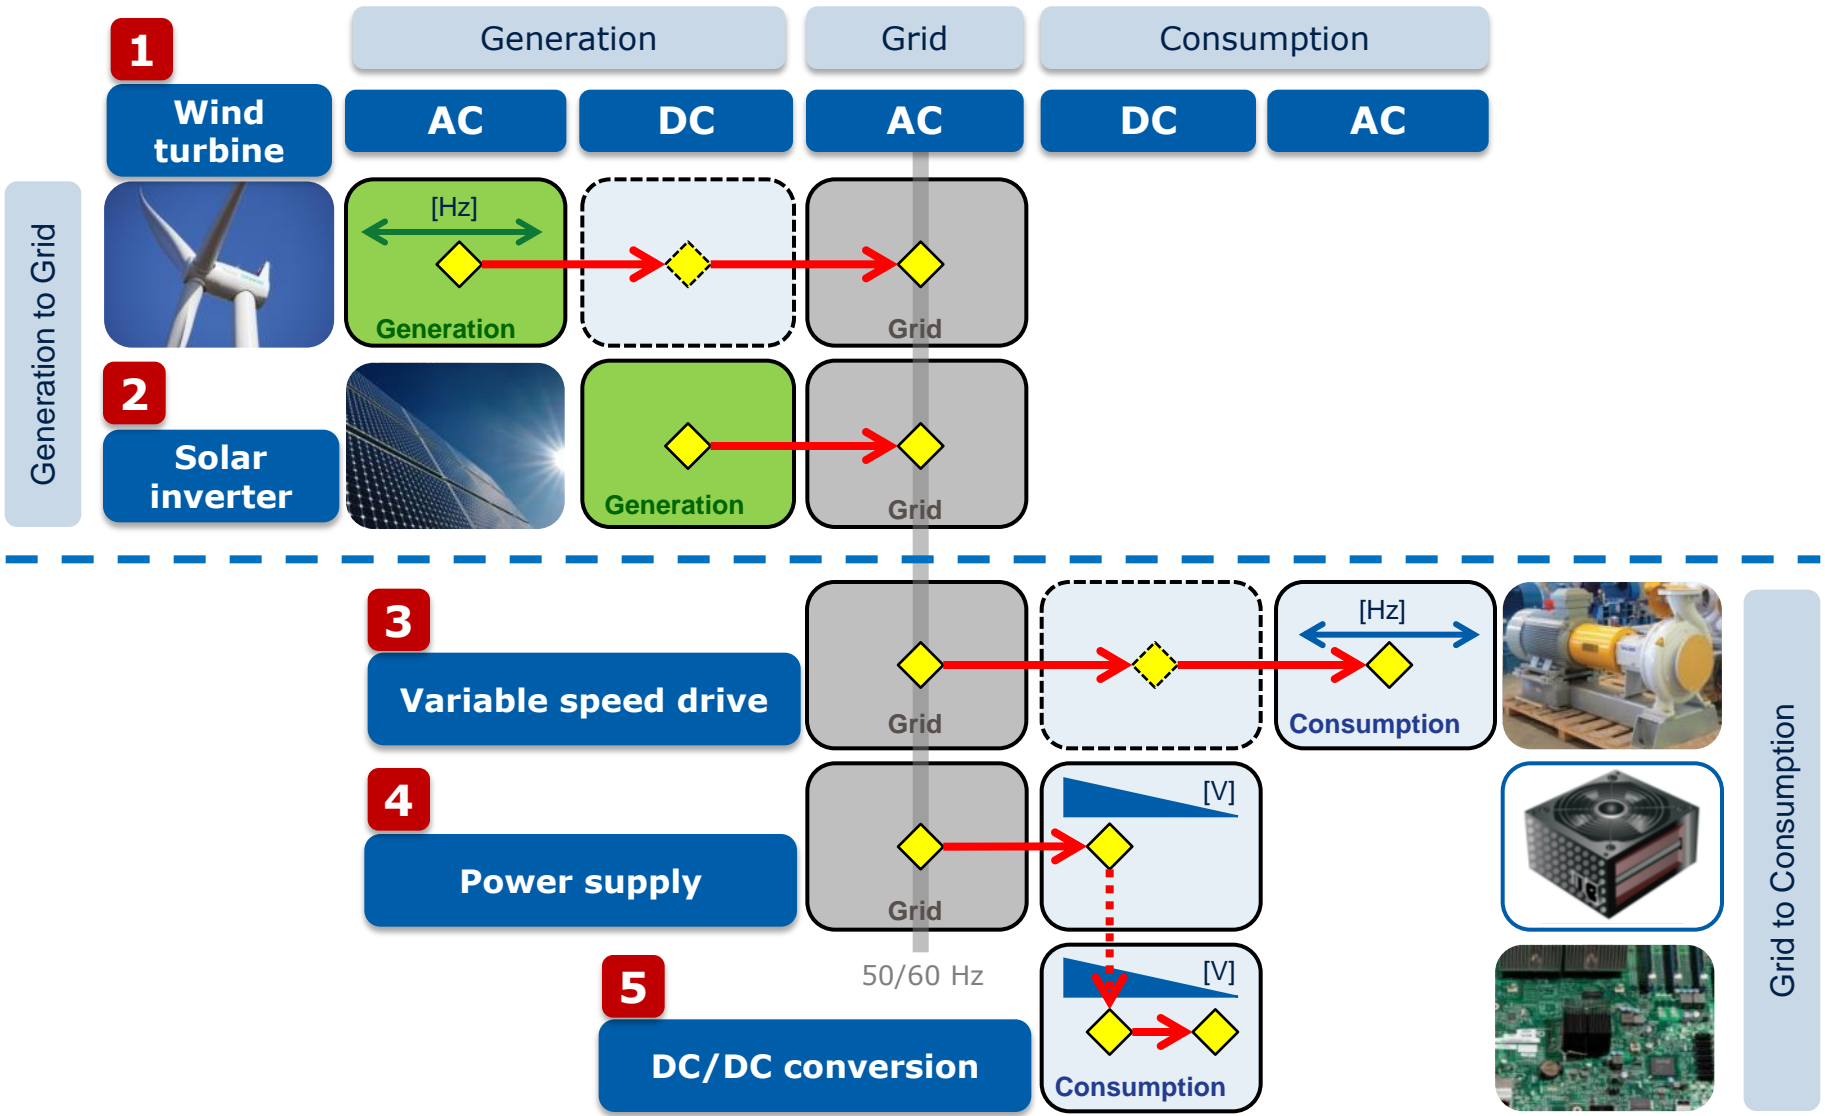 Generation
Grid
Consumption
1
Wind
turbine
AC
DC
AC
DC
AC
Generation to Grid
[Hz]
Generation
Grid
2
Solar
inverter
Generation
Grid
3
Variable speed drive
Grid
[Hz]
Consumption
4
Power supply
Grid
[V]
50/60 Hz
5
DC/DC conversion
[V]
Consumption
Grid to Consumption